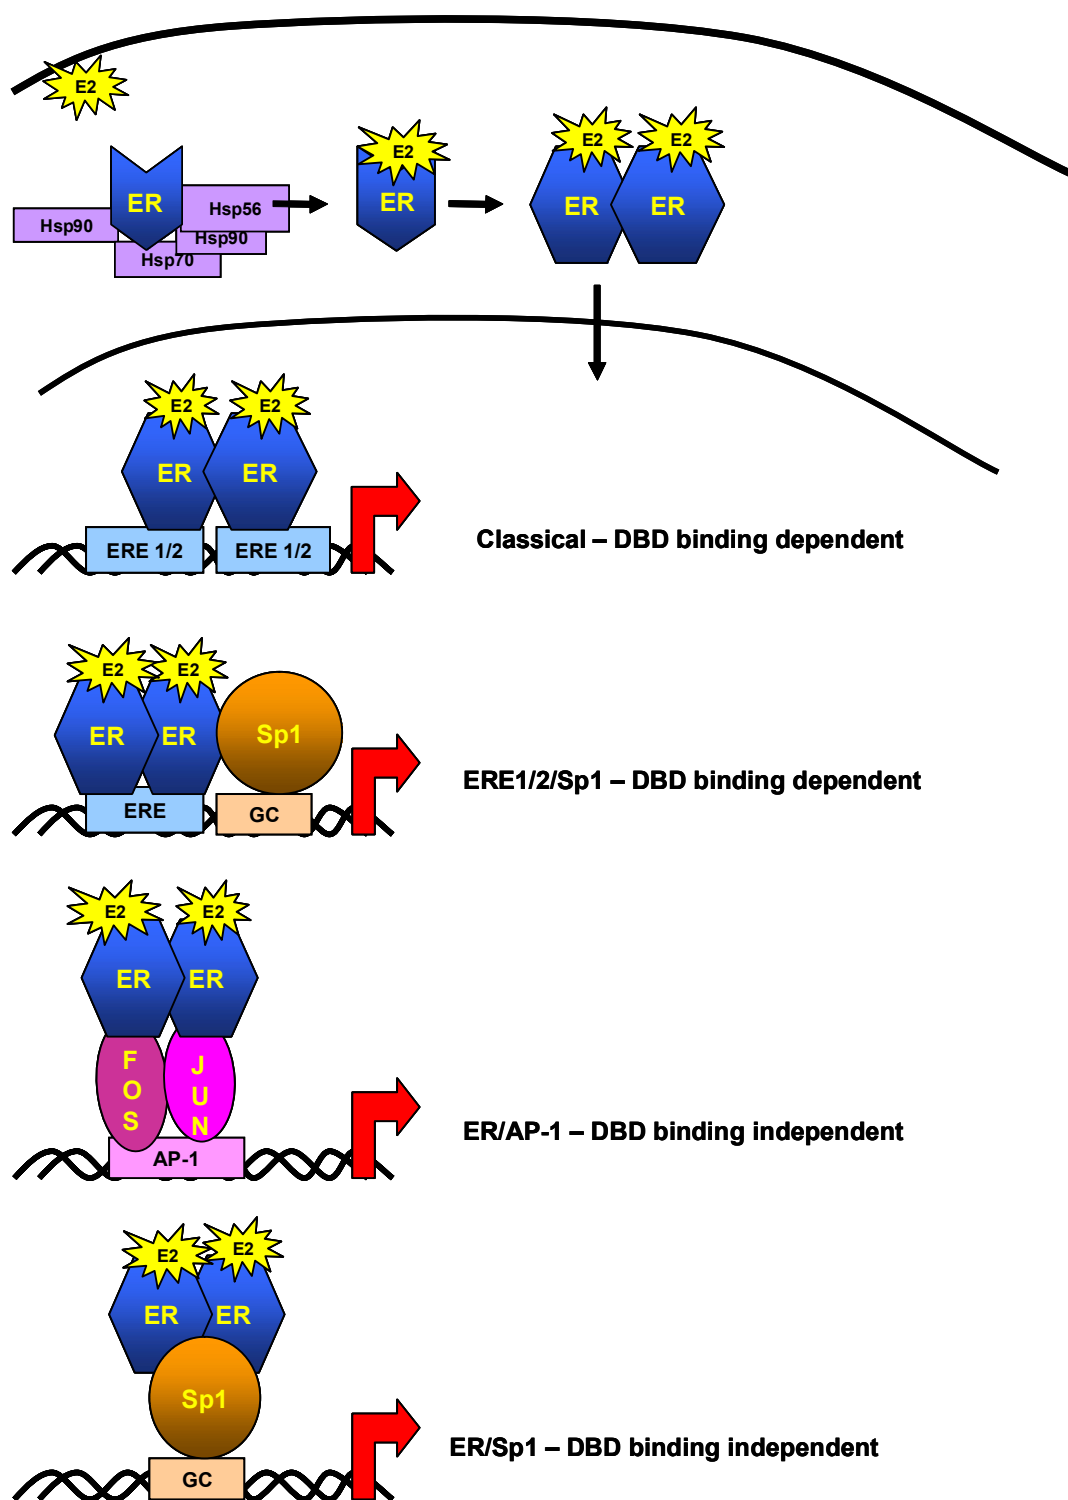 E2
E2
E2
E2
ER
Hsp56
Hsp90
Hsp90
Hsp70
ER
ER
ER
E2
E2
ER
ER
ERE 1/2
ERE 1/2
Classical – DBD binding dependent
E2
E2
ER
ER
Sp1
ERE
GC
ERE1/2/Sp1 – DBD binding dependent
E2
E2
ER
ER
FOS
JUN
AP-1
ER/AP-1 – DBD binding independent
E2
E2
ER
ER
Sp1
GC
ER/Sp1 – DBD binding independent